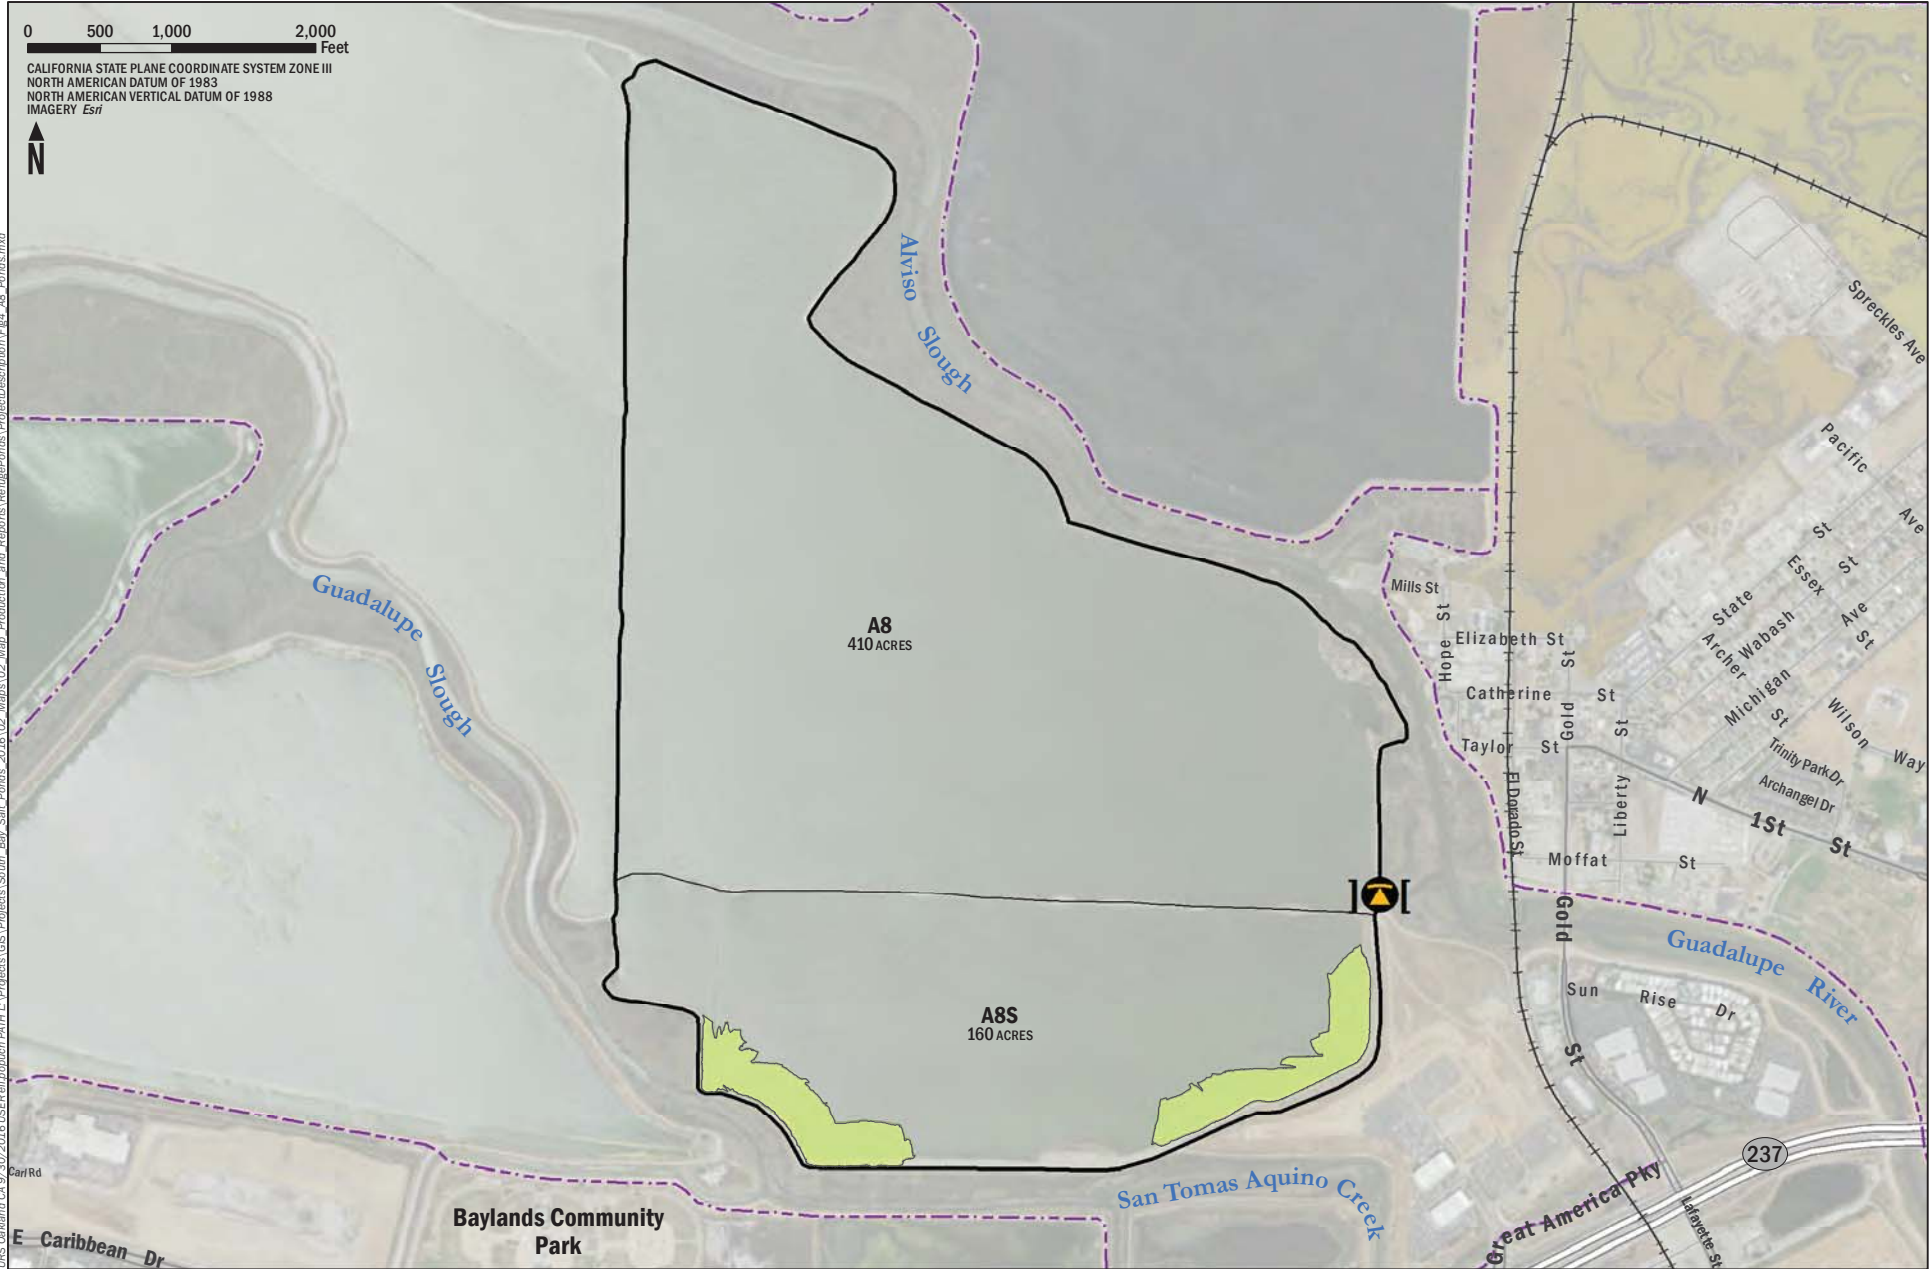 0 500 1,000 2,000
Feet
CALIFORNIA STATE PLANE COORDINATE SYSTEM ZONE III
NORTH AMERICAN DATUM OF 1983
NORTH AMERICAN VERTICAL DATUM OF 1988
IMAGERY Esri
N
Alviso
Slough
Spreckles Ave
Pacific
Ave
St
Essex
St
State
Wabash
Ave
St
Archer
Michigan
St
Wilson
Way
Trinity Park Dr
Archangel Dr
Mills St
Hope St
Elizabeth St
Catherine St
Gold St
Taylor St
Liberty St
El Dorado St
N 1St St
Moffat St
Guadalupe
Slough
A8
410 ACRES
][
A8S
160 ACRES
Gold
St
Guadalupe
River
Sun Rise Dr
237
Great America Pky
Lafayette St
San Tomas Aquino Creek
Baylands Community
Park
Carl Rd
E Caribbean Dr